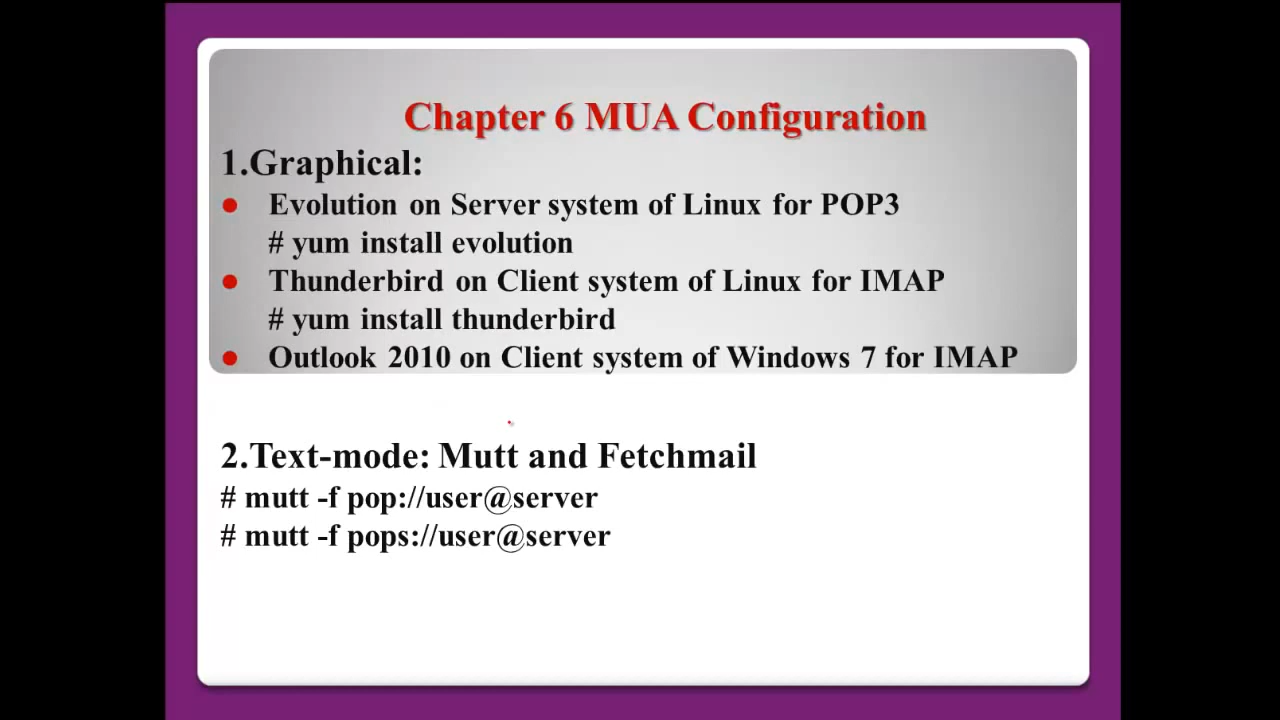 Chapter 6 MUA Configuration
1.Graphical:
● Evolution on Server system of Linux for POP3
# yum install evolution
● Thunderbird on Client system of Linux for IMAP
# yum install thunderbird
● Outlook 2010 on Client system of Windows 7 for IMAP
2.Text-mode: Mutt and Fetchmail
# mutt -f pop://user@server
# mutt -f pops://user@server